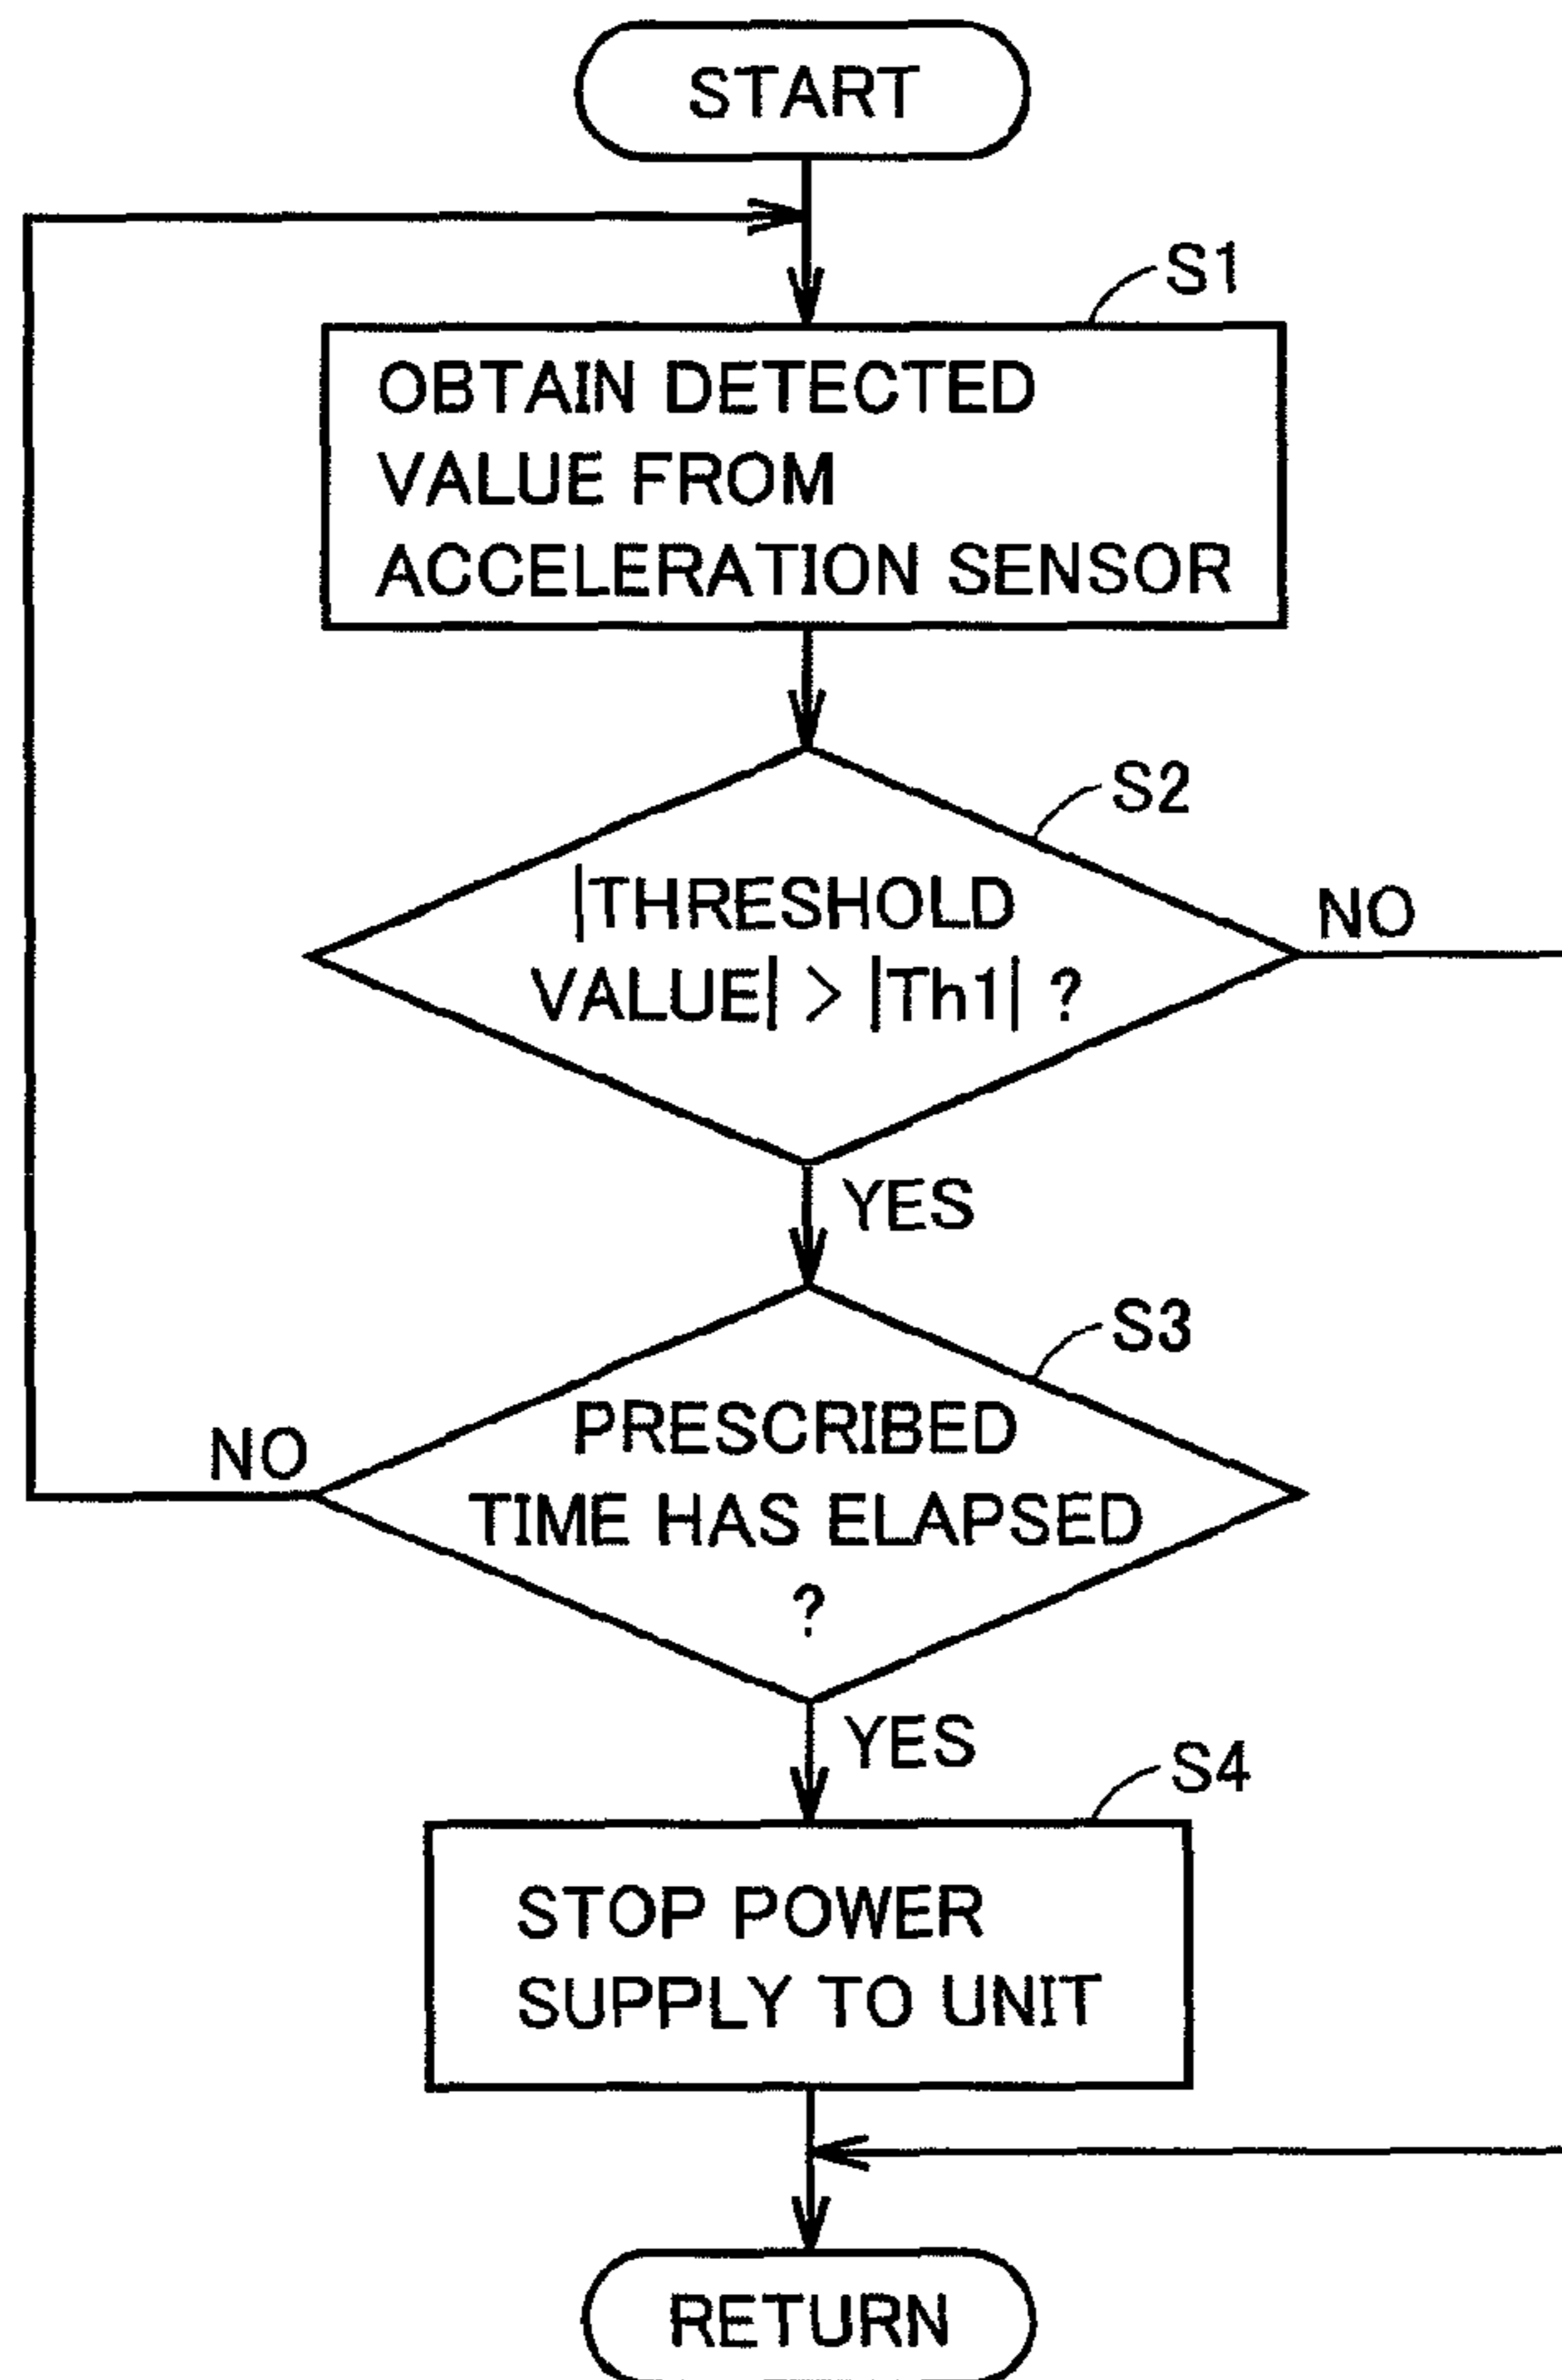 START
S1
OBTAIN DETECTED
VALUE FROM
ACCELERATION SENSOR
S2
|THRESHOLD
VALUE| > |Th1| ?
NO
YES
S3
PRESCRIBED
TIME HAS ELAPSED
?
NO
YES
S4
STOP POWER
SUPPLY TO UNIT
RETURN